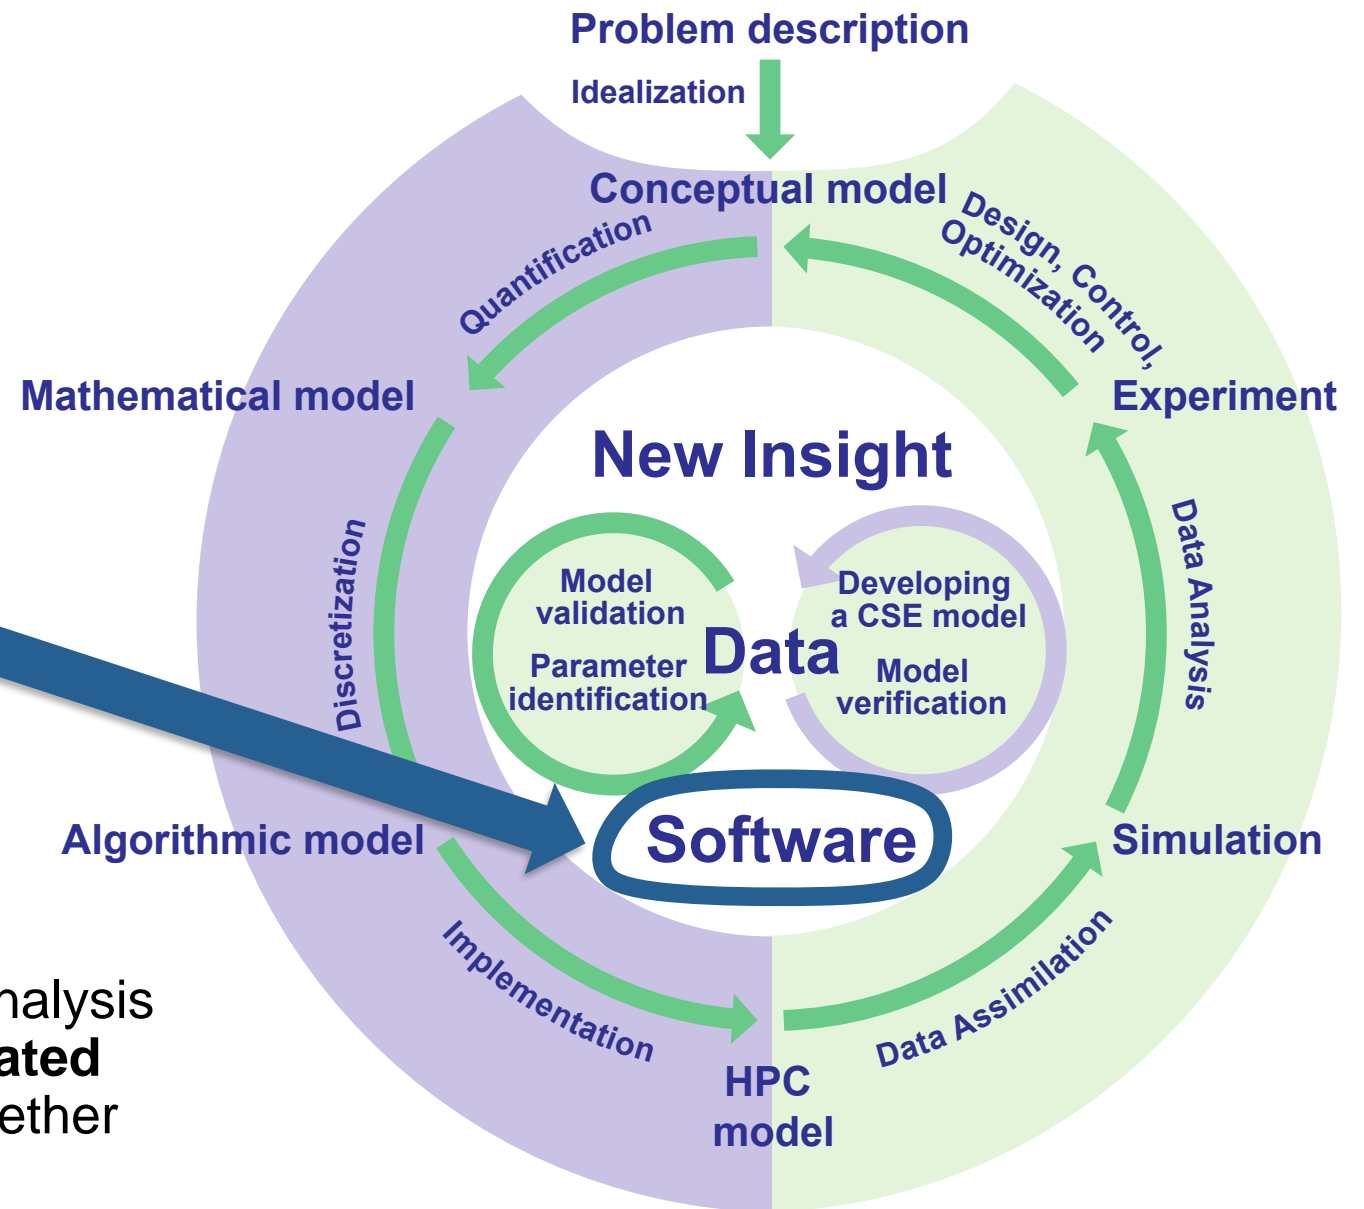 Problem description
Idealization
Conceptual model
Quantification
Design, Control,
Optimization
Mathematical model
Experiment
New Insight
Discretization
Data Analysis
Model
validation
Parameter
identification
Data
Developing
a CSE model
Model
verification
Algorithmic model
Software
Simulation
Implementation
Data Assimilation
HPC
model
nalysis
ated
ether